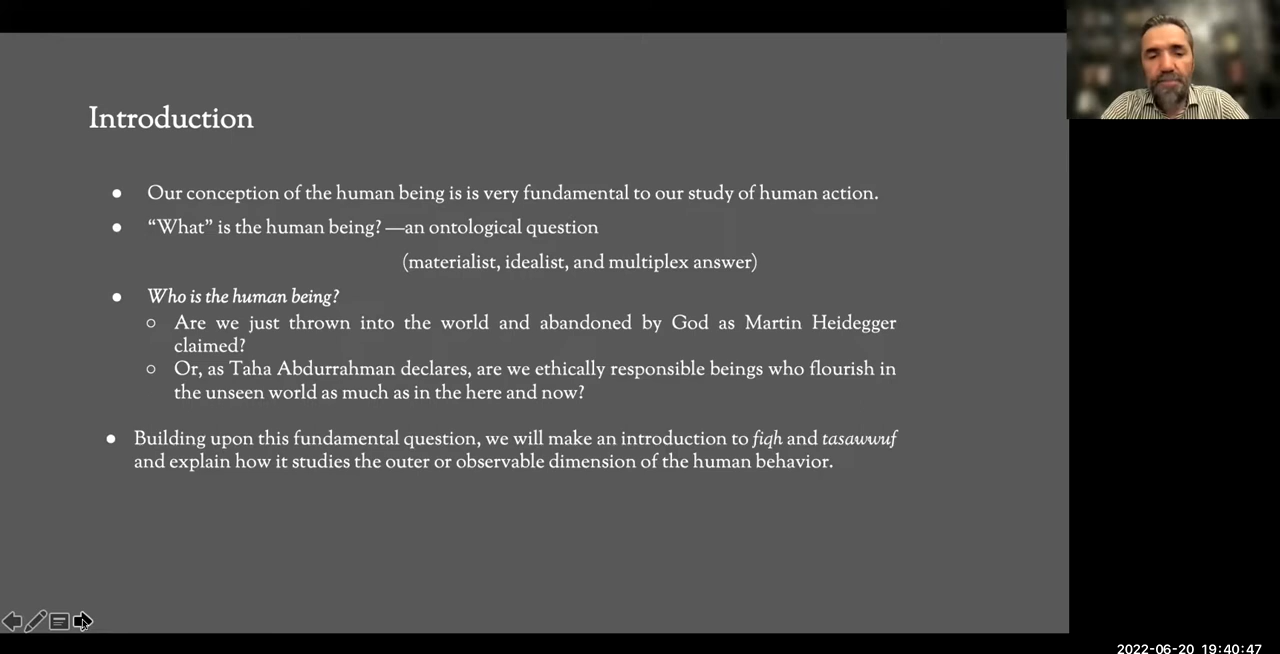 Introduction
● Our conception of the human being is is very fundamental to our study of human action.
● “What” is the human being? —an ontological question
(materialist, idealist, and multiplex answer)
● Who is the human being?
○ Are we just thrown into the world and abandoned by God as Martin Heidegger
claimed?
○ Or, as Taha Abdurrahman declares, are we ethically responsible beings who flourish in
the unseen world as much as in the here and now?
● Building upon this fundamental question, we will make an introduction to fiqh and tasawwuf
and explain how it studies the outer or observable dimension of the human behavior.
2022-06-20 19:40:47